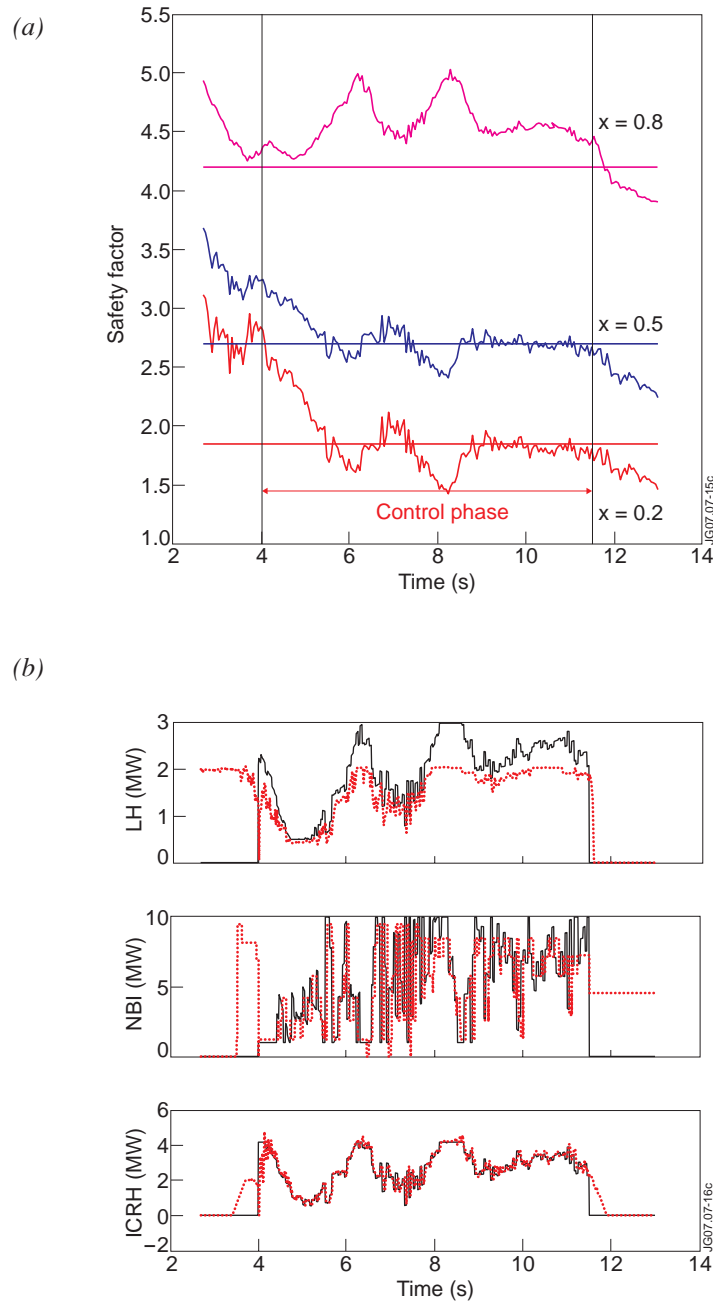 (a)
5.5
5.0
4.5
4.0
3.5
3.0
2.5
2.0
1.5
1.0
Safety factor
x = 0.8
x = 0.5
x = 0.2
Control phase
2
4
6
8
10
12
14
Time (s)
JG07.07-15c
(b)
3
2
1
0
LH (MW)
10
5
0
NBI (MW)
6
4
2
0
–2
ICRH (MW)
2
4
6
8
10
12
14
Time (s)
JG07.07-16c